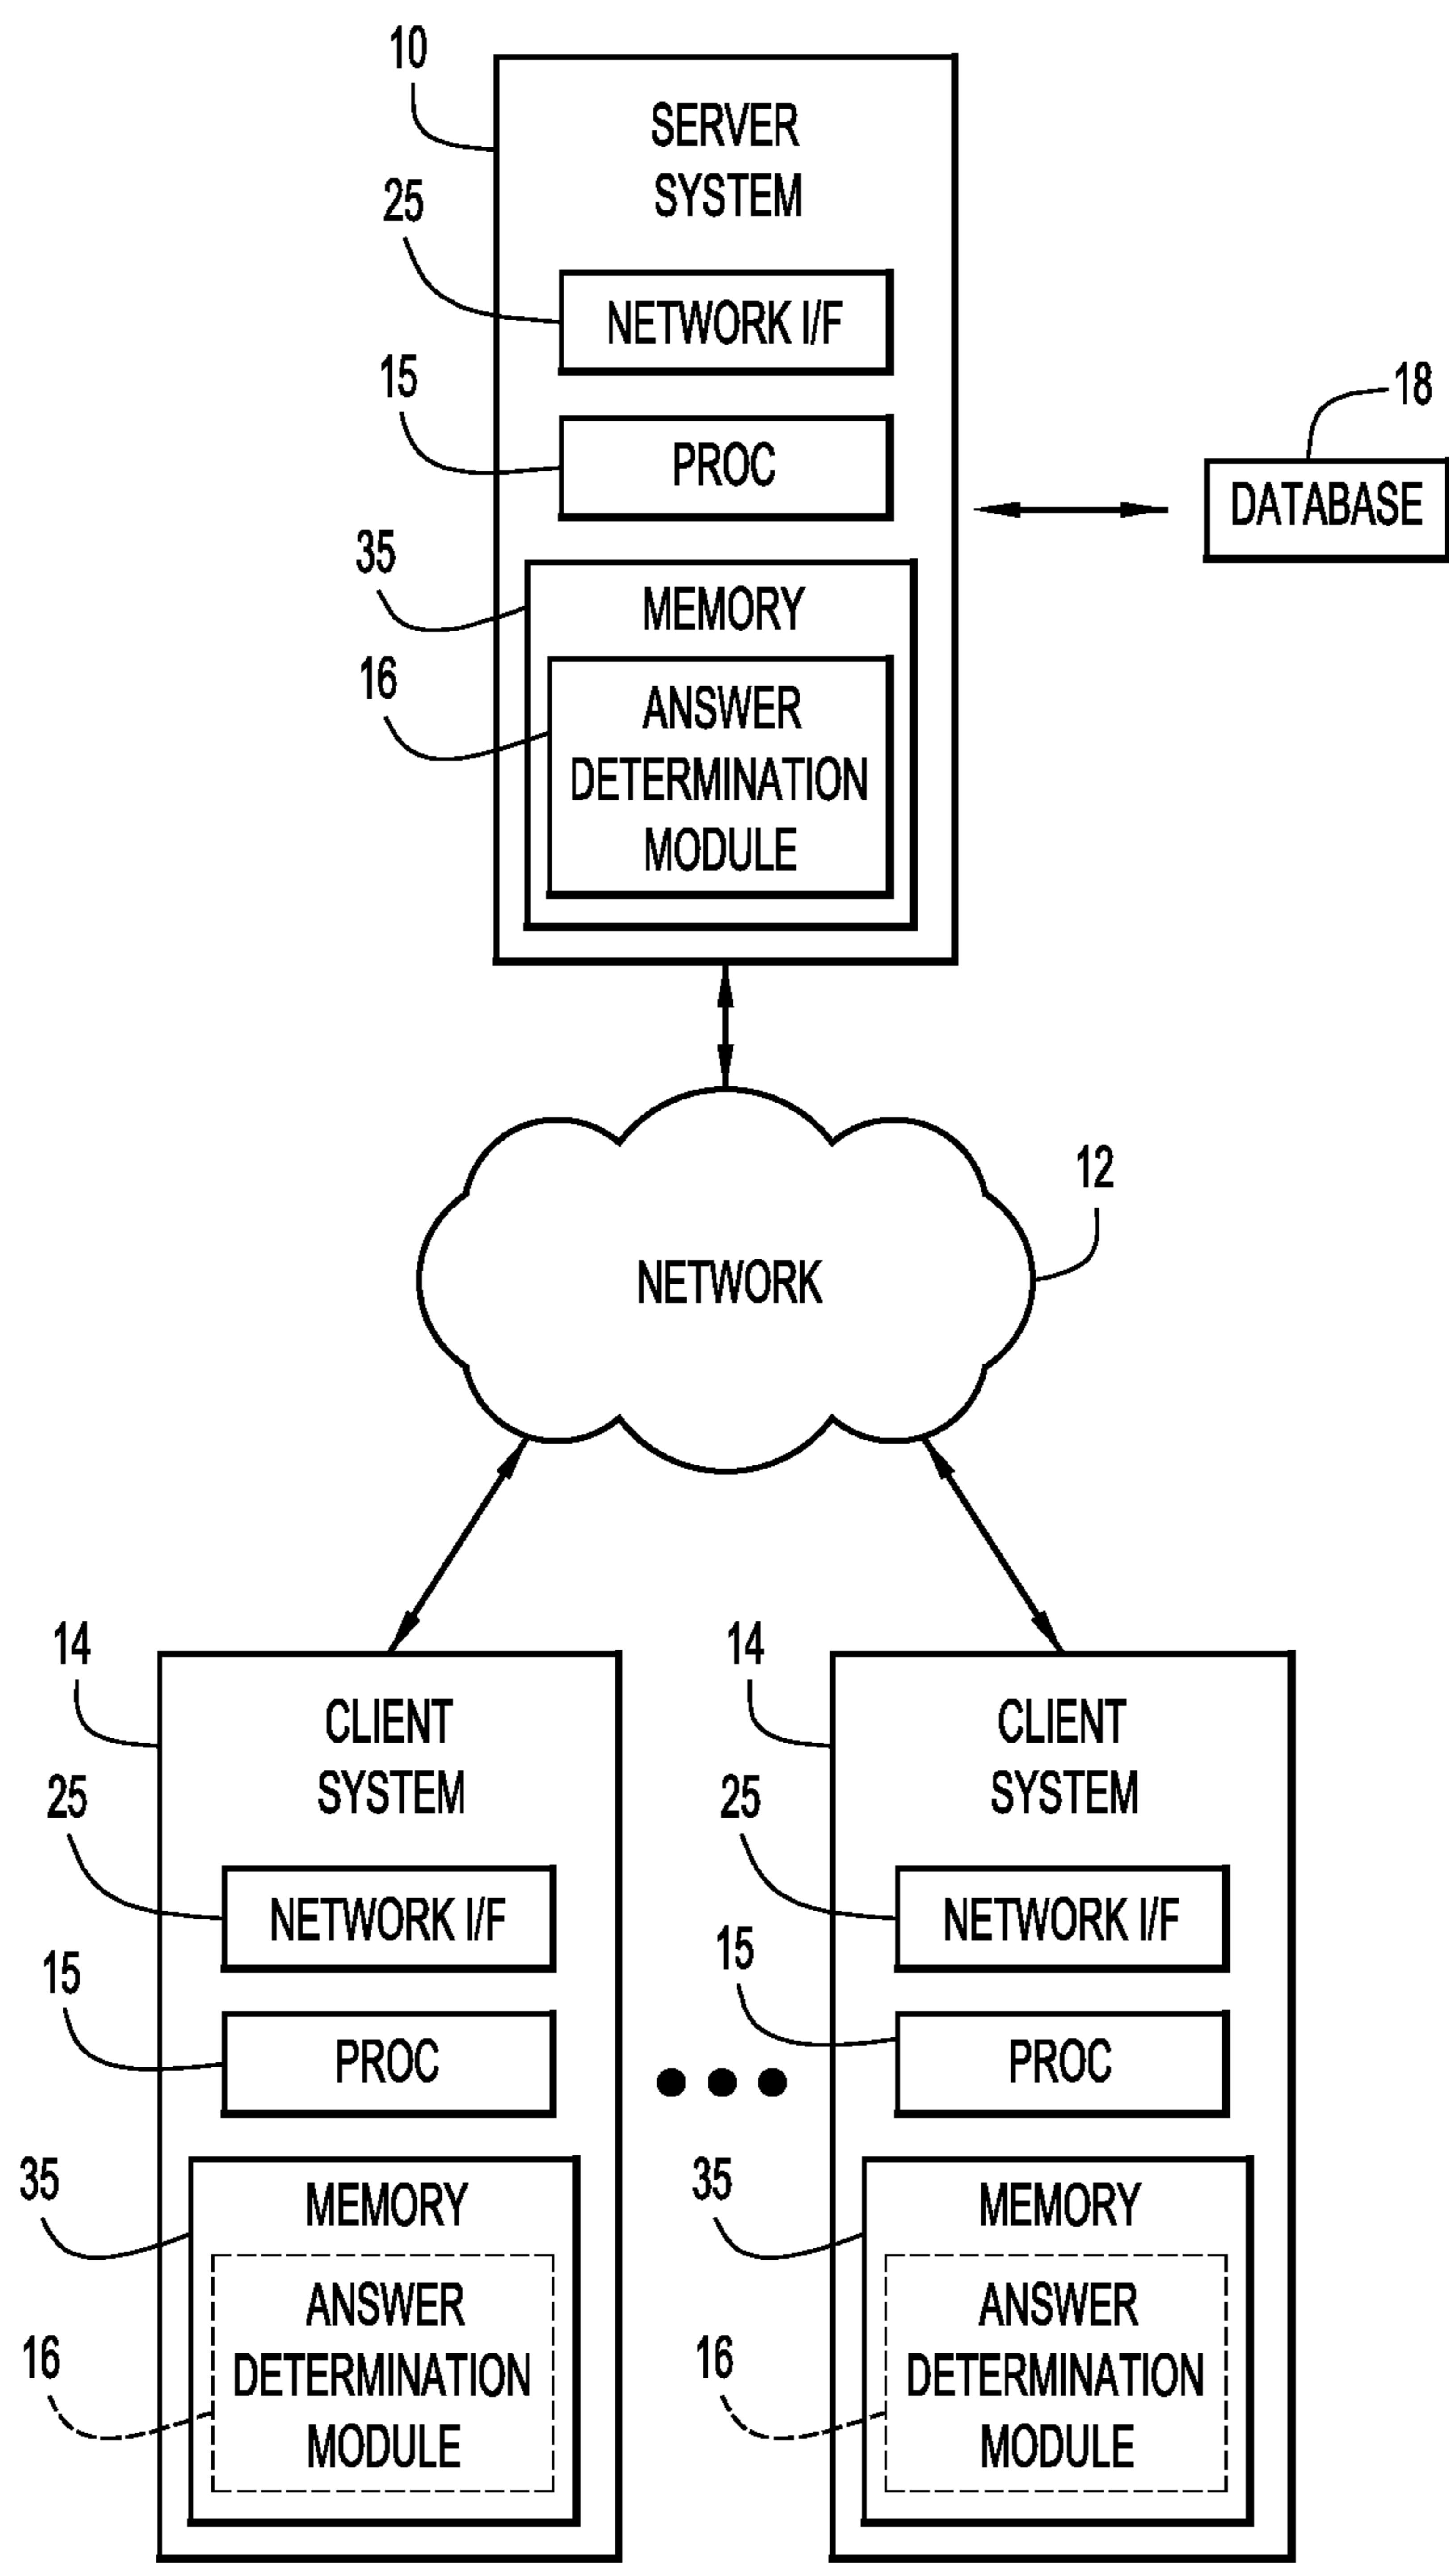 10
SERVER
SYSTEM
25
NETWORK I/F
15
PROC
18
DATABASE
35
MEMORY
16
ANSWER
DETERMINATION
MODULE
12
NETWORK
14
CLIENT
SYSTEM
25
NETWORK I/F
15
PROC
35
MEMORY
16
ANSWER
DETERMINATION
MODULE
14
CLIENT
SYSTEM
25
NETWORK I/F
15
PROC
35
MEMORY
16
ANSWER
DETERMINATION
MODULE